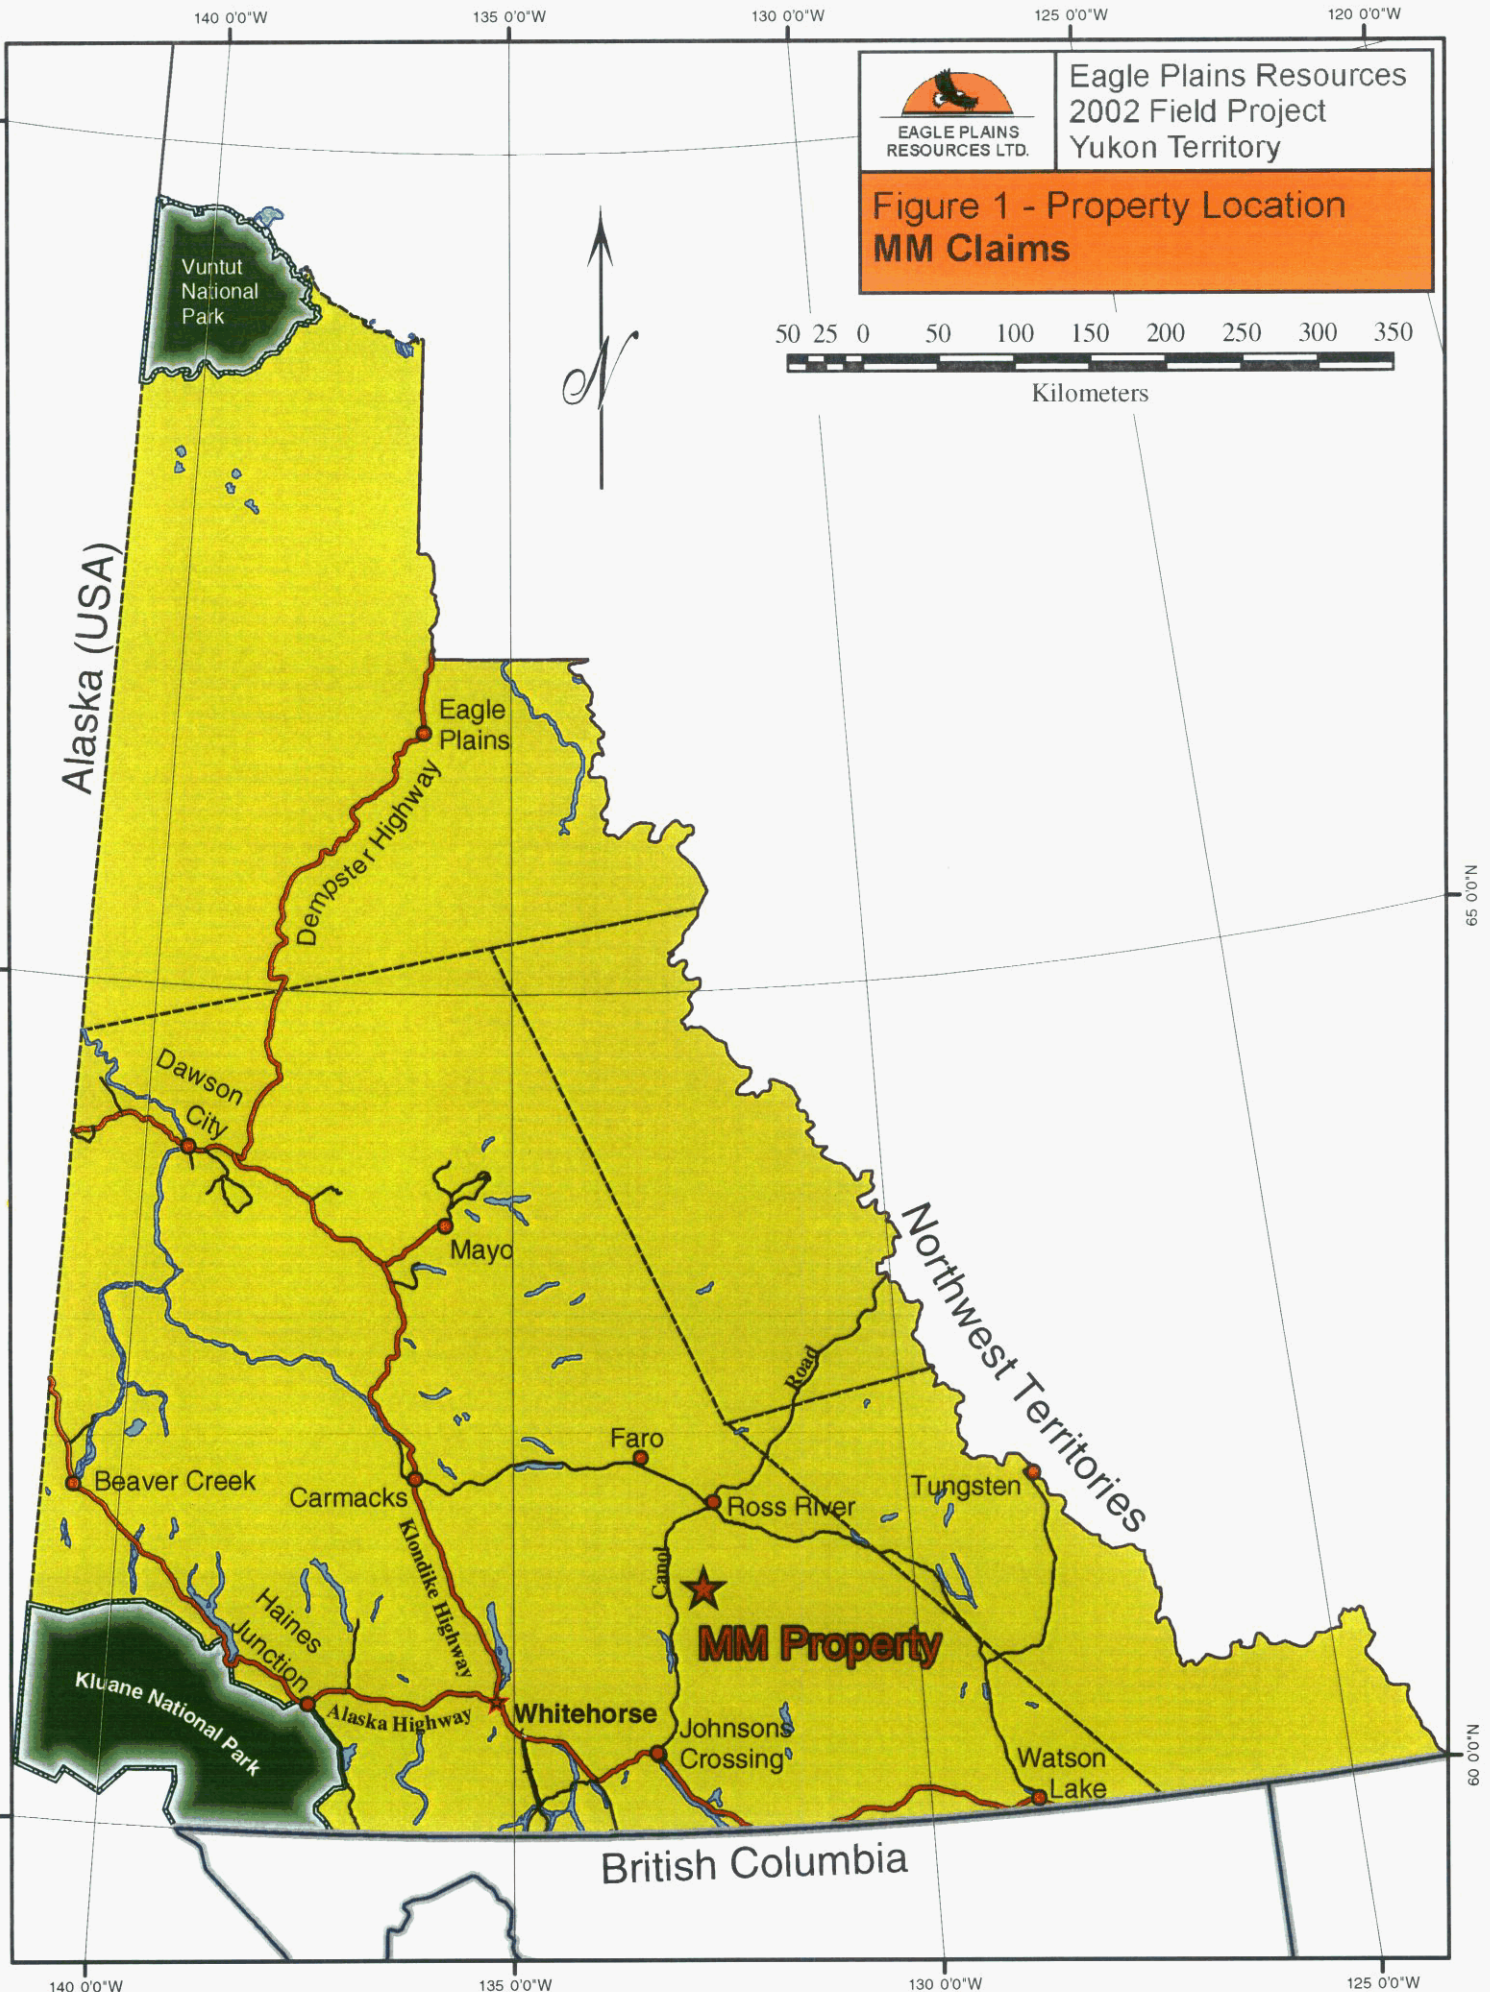 140 0'0"W
135 0'0"W
130 0'0"W
125 0'0"W
120 0'0"W
EAGLE PLAINS
RESOURCES LTD.
Eagle Plains Resources
2002 Field Project
Yukon Territory
Figure 1 - Property Location
MM Claims
50 25 0 50 100 150 200 250 300 350
Kilometers
N
Vuntut
National
Park
Alaska (USA)
Eagle
Plains
Dempster Highway
65 0'0"N
Dawson
City
Mayo
Northwest Territories
Road
Faro
Beaver Creek
Carmacks
Ross River
Tungsten
Klondike Highway
Canol
Haines
Junction
MM Property
Kluane National Park
Alaska Highway
Whitehorse
Johnsons
Crossing
Watson
Lake
60 0'0"N
British Columbia
140 0'0"W
135 0'0"W
130 0'0"W
125 0'0"W